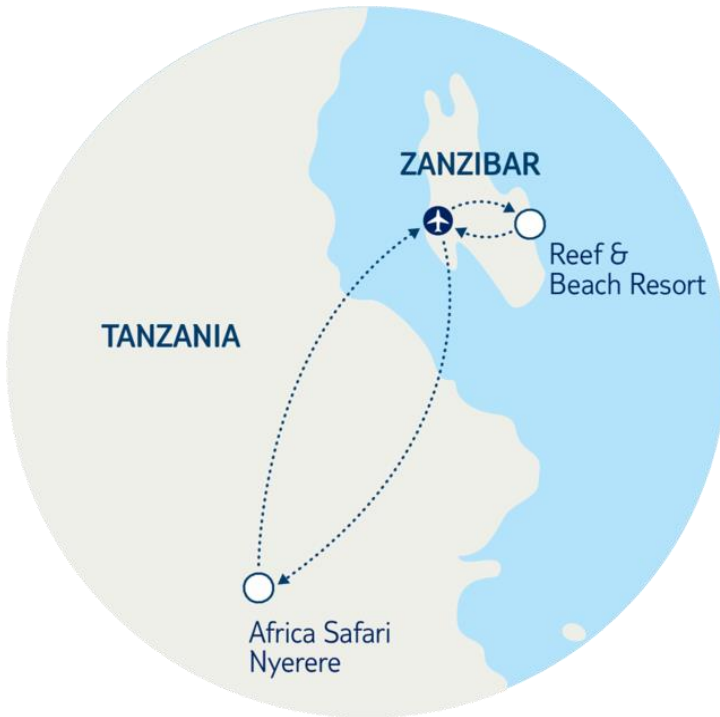 ZANZIBAR
Reef &
Beach Resort
TANZANIA
Africa Safari
Nyerere